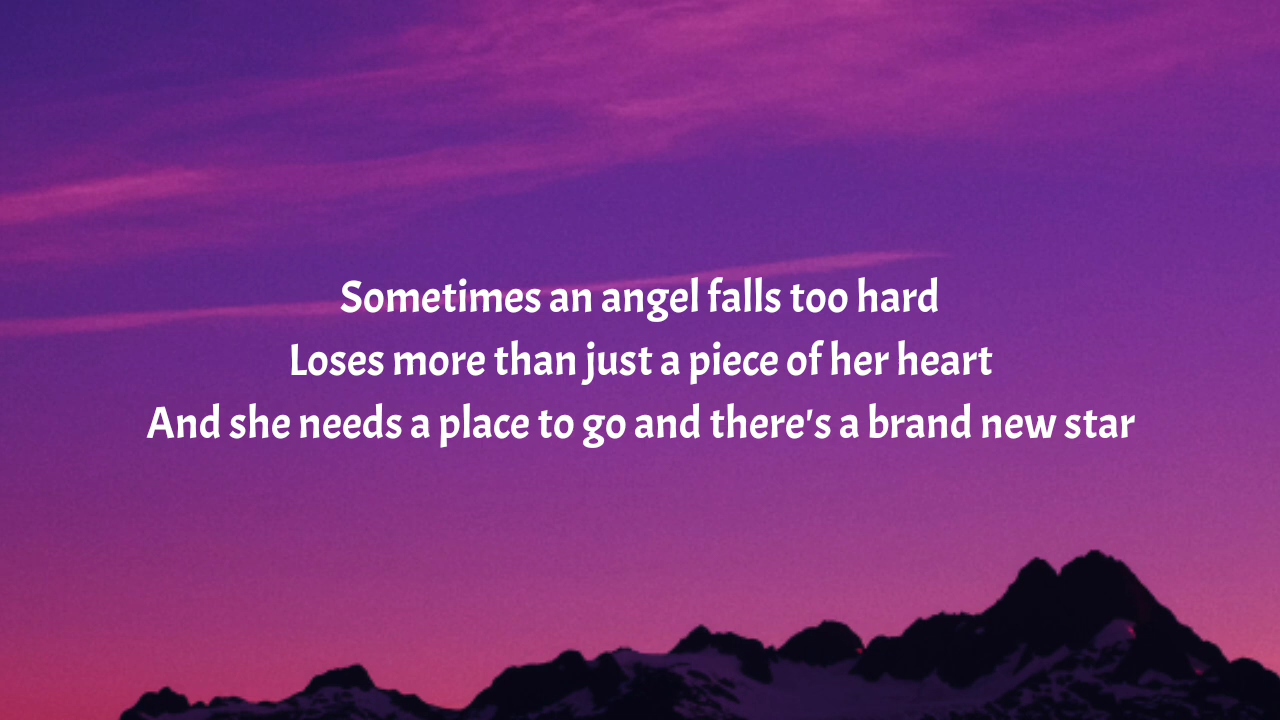 Sometimes an angel falls too hard
Loses more than just a piece of her heart
And she needs a place to go and there's a brand new star